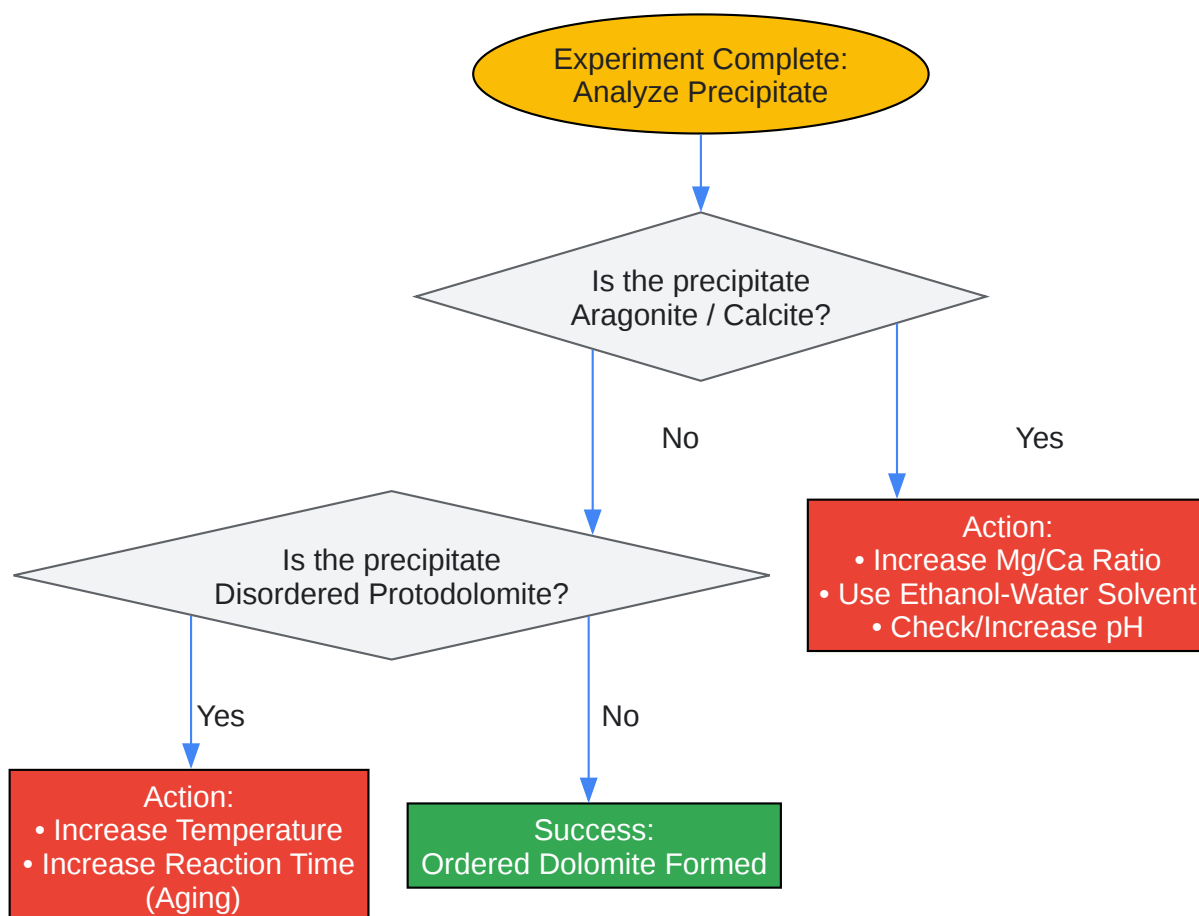 Experiment Complete:
Analyze Precipitate
Is the precipitate
Aragonite / Calcite?
No
Yes
Is the precipitate
Disordered Protodolomite?
Action:
• Increase Mg/Ca Ratio
• Use Ethanol-Water Solvent
• Check/Increase pH
Yes
No
Action:
• Increase Temperature
• Increase Reaction Time
(Aging)
Success:
Ordered Dolomite Formed